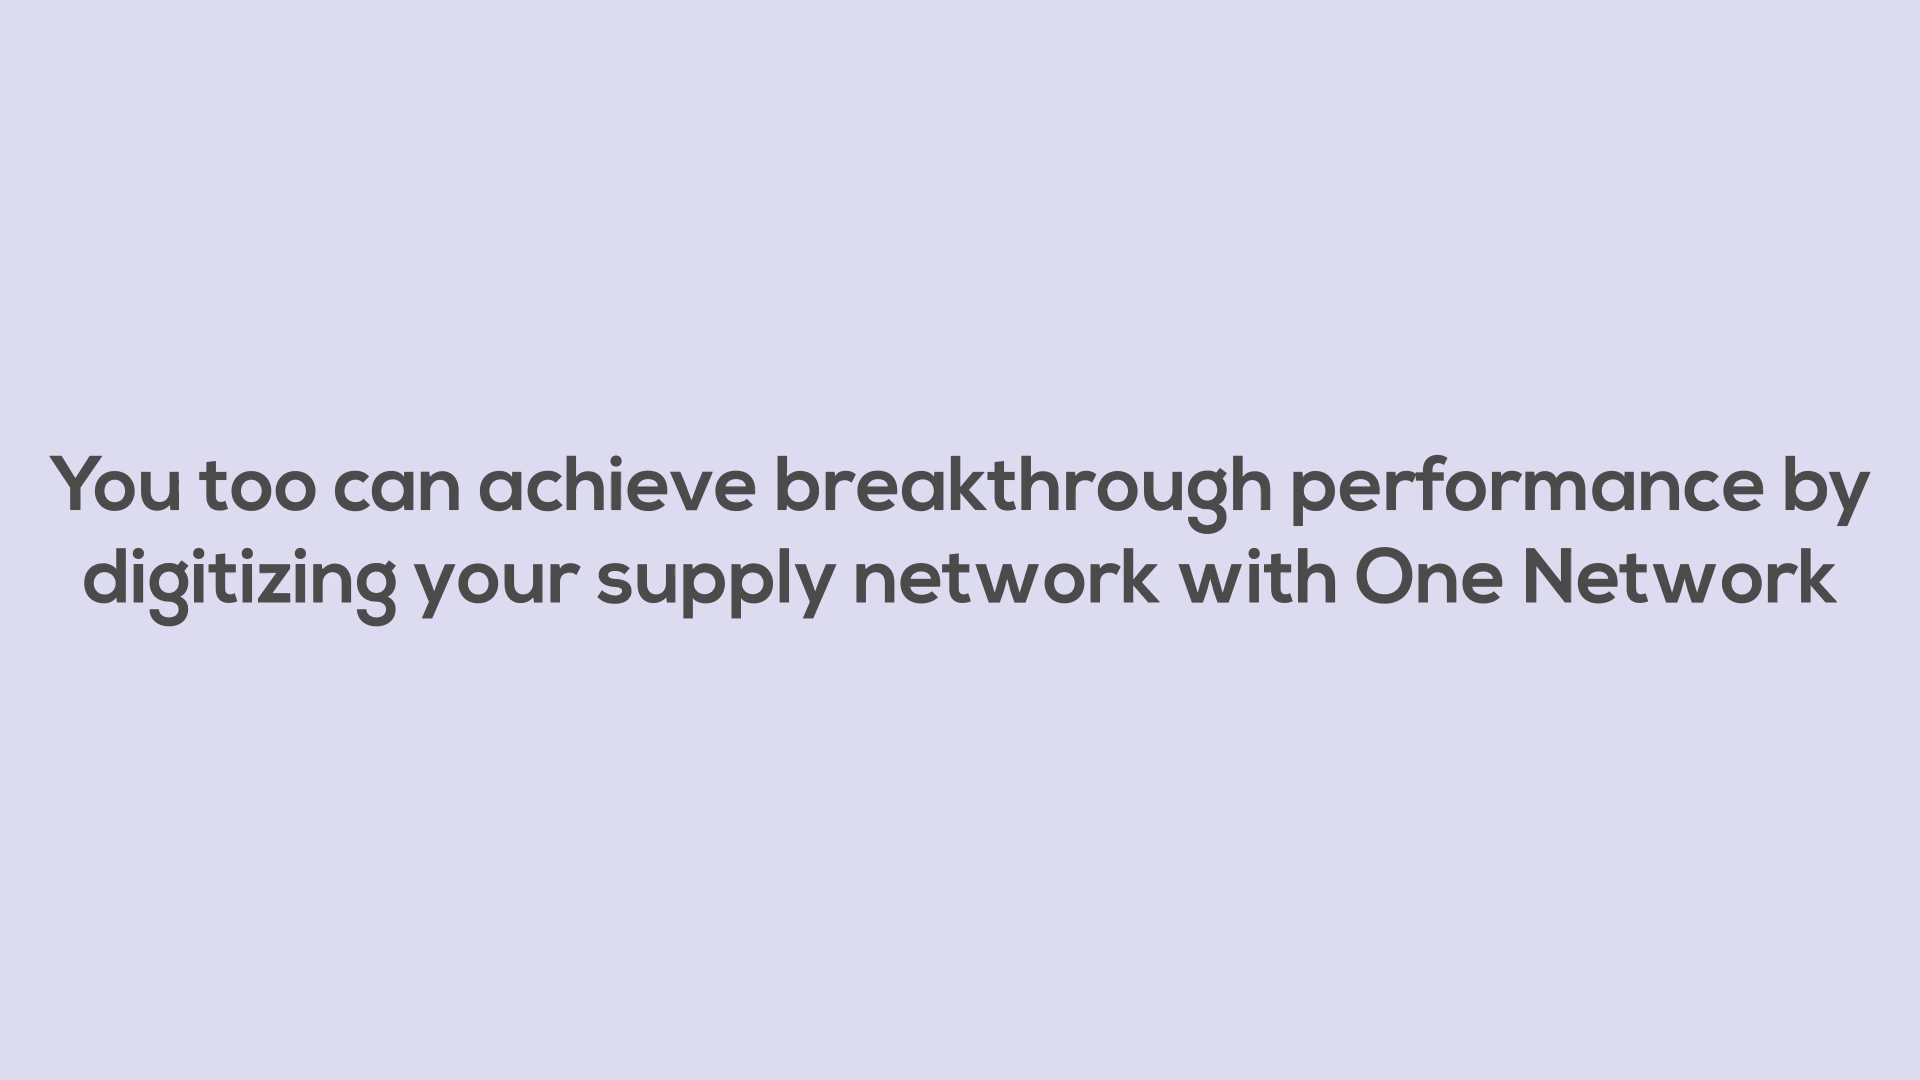 You too can achieve breakthrough performance by
digitizing your supply network with One Network